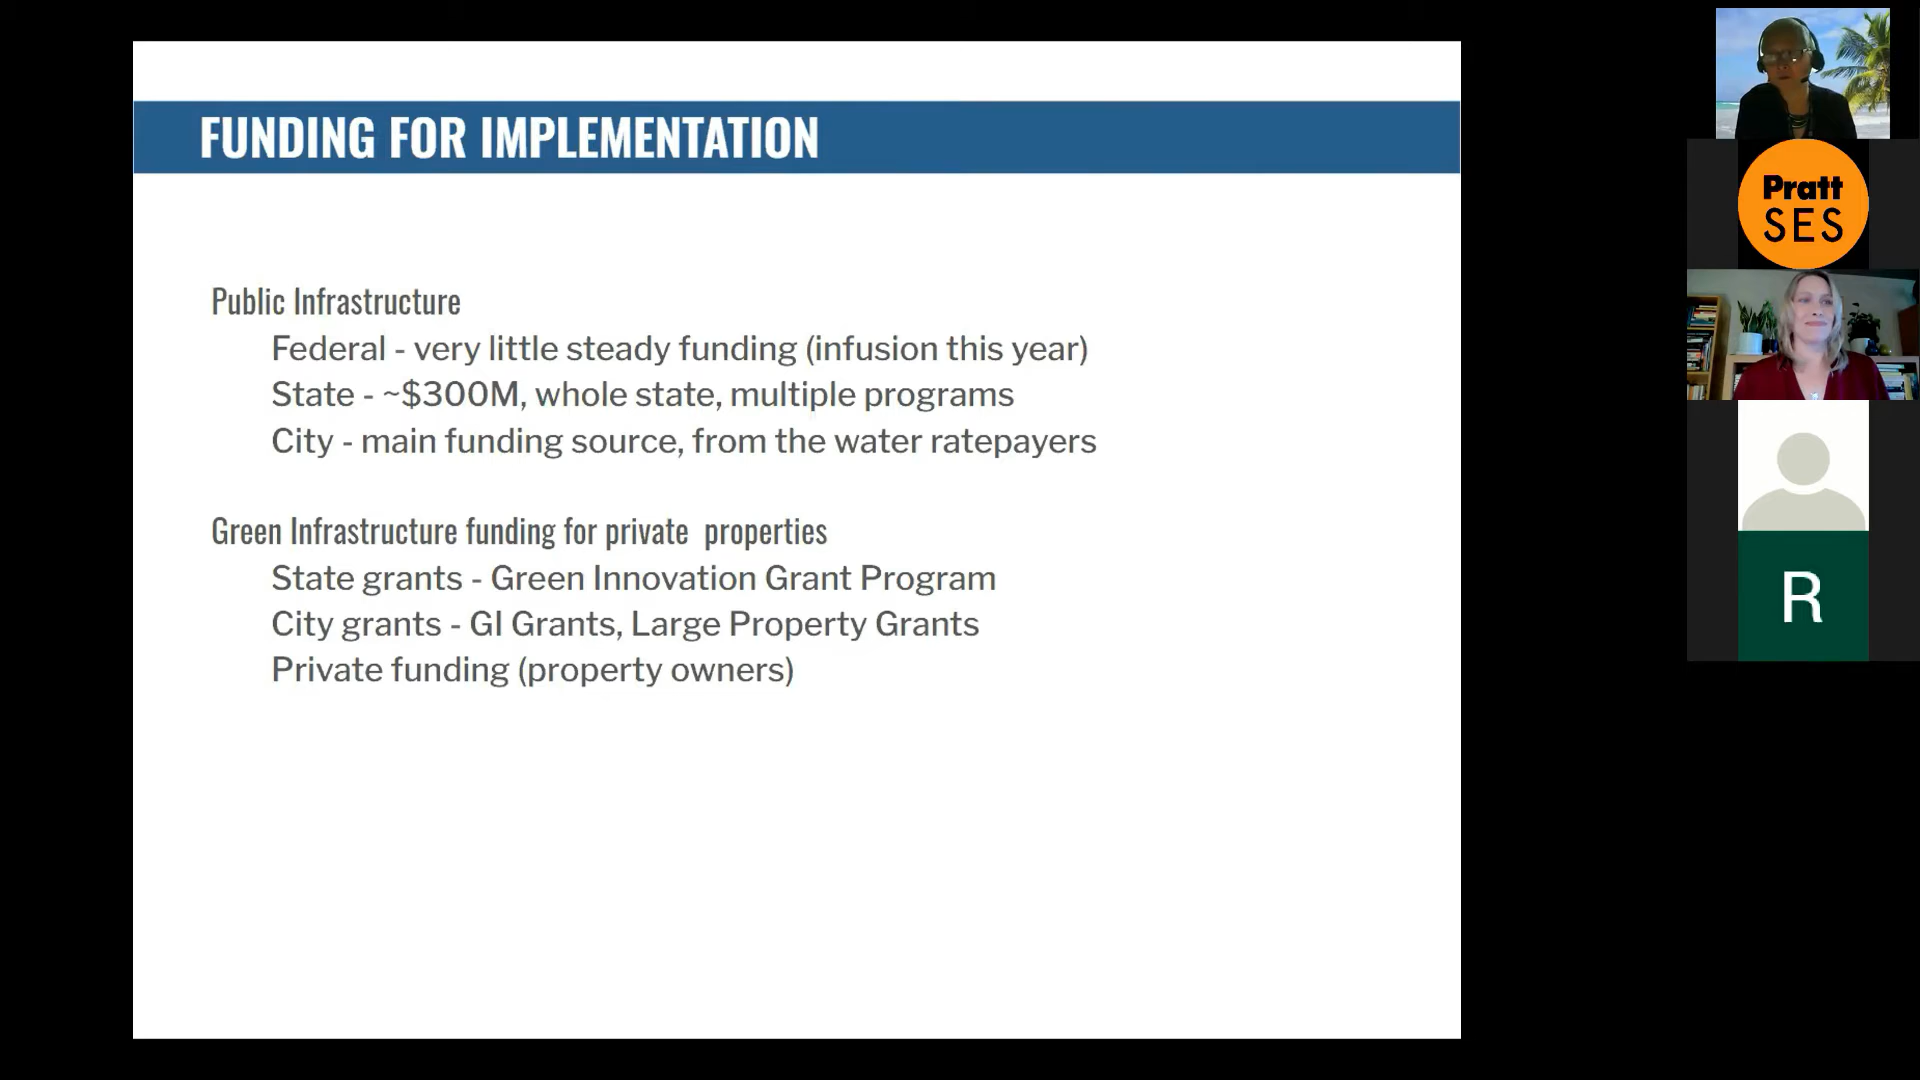 FUNDING FOR IMPLEMENTATION
Public Infrastructure
Federal - very little steady funding (infusion this year)
State - ~$300M, whole state, multiple programs
City - main funding source, from the water ratepayers
Green Infrastructure funding for private  properties
State grants - Green Innovation Grant Program
City grants - GI Grants, Large Property Grants
Private funding (property owners)
Pratt
SES
R